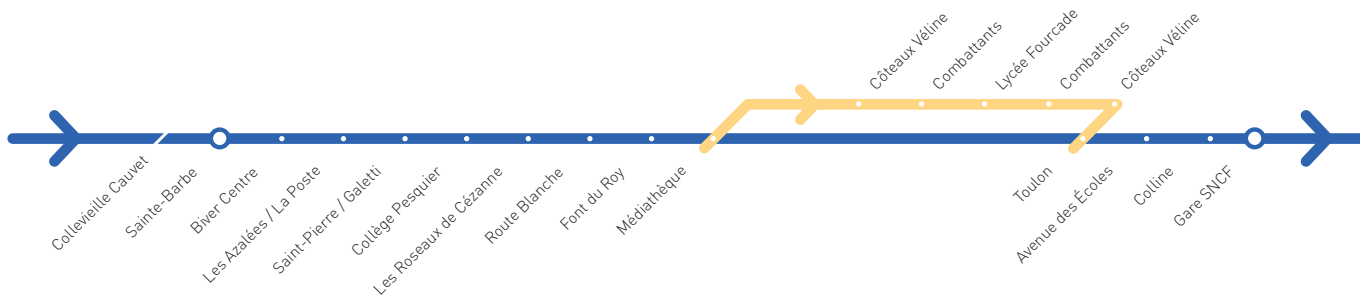 Côteaux Véline
Combattants
Lycée Fourcade
Combattants
Côteaux Véline
Collevieille Cauvet
Sainte-Barbe
Biver Centre
Les Azalées / La Poste
Saint-Pierre / Galetti
Collège Pesquier
Les Roseaux de Cézanne
Route Blanche
Font du Roy
Médiathèque
Toulon
Avenue des Écoles
Colline
Gare SNCF